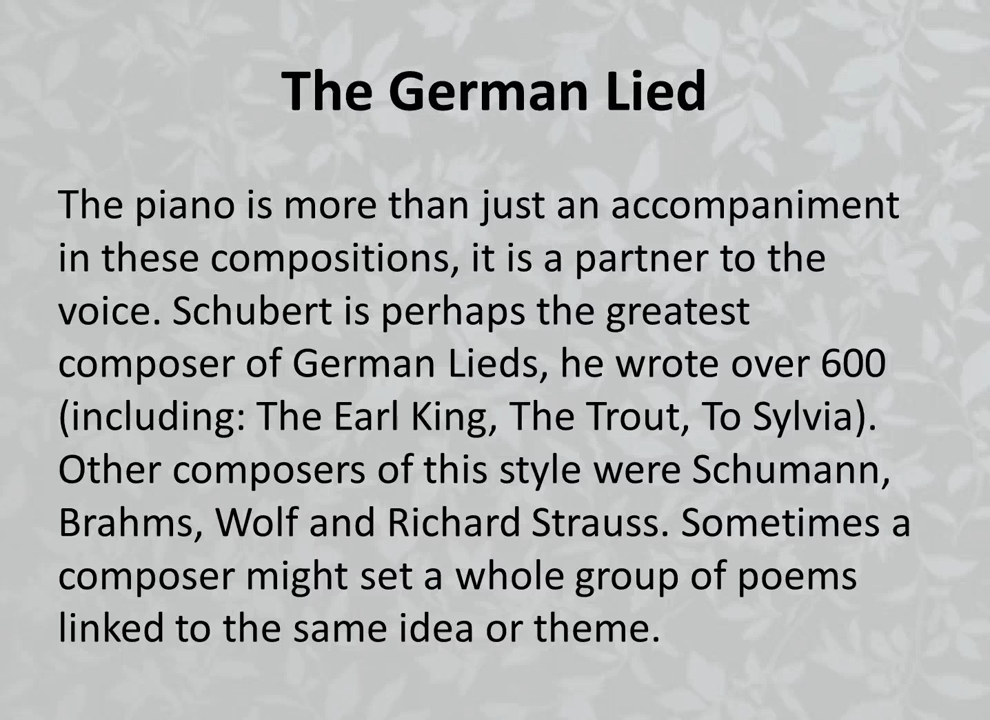 The German Lied
The piano is more than just an accompaniment
in these compositions, it is a partner to the
voice. Schubert is perhaps the greatest
composer of German Lieds, he wrote over 600
(including: The Earl King, The Trout, To Sylvia).
Other composers of this style were Schumann,
Brahms, Wolf and Richard Strauss. Sometimes a
composer might set a whole group of poems
linked to the same idea or theme.